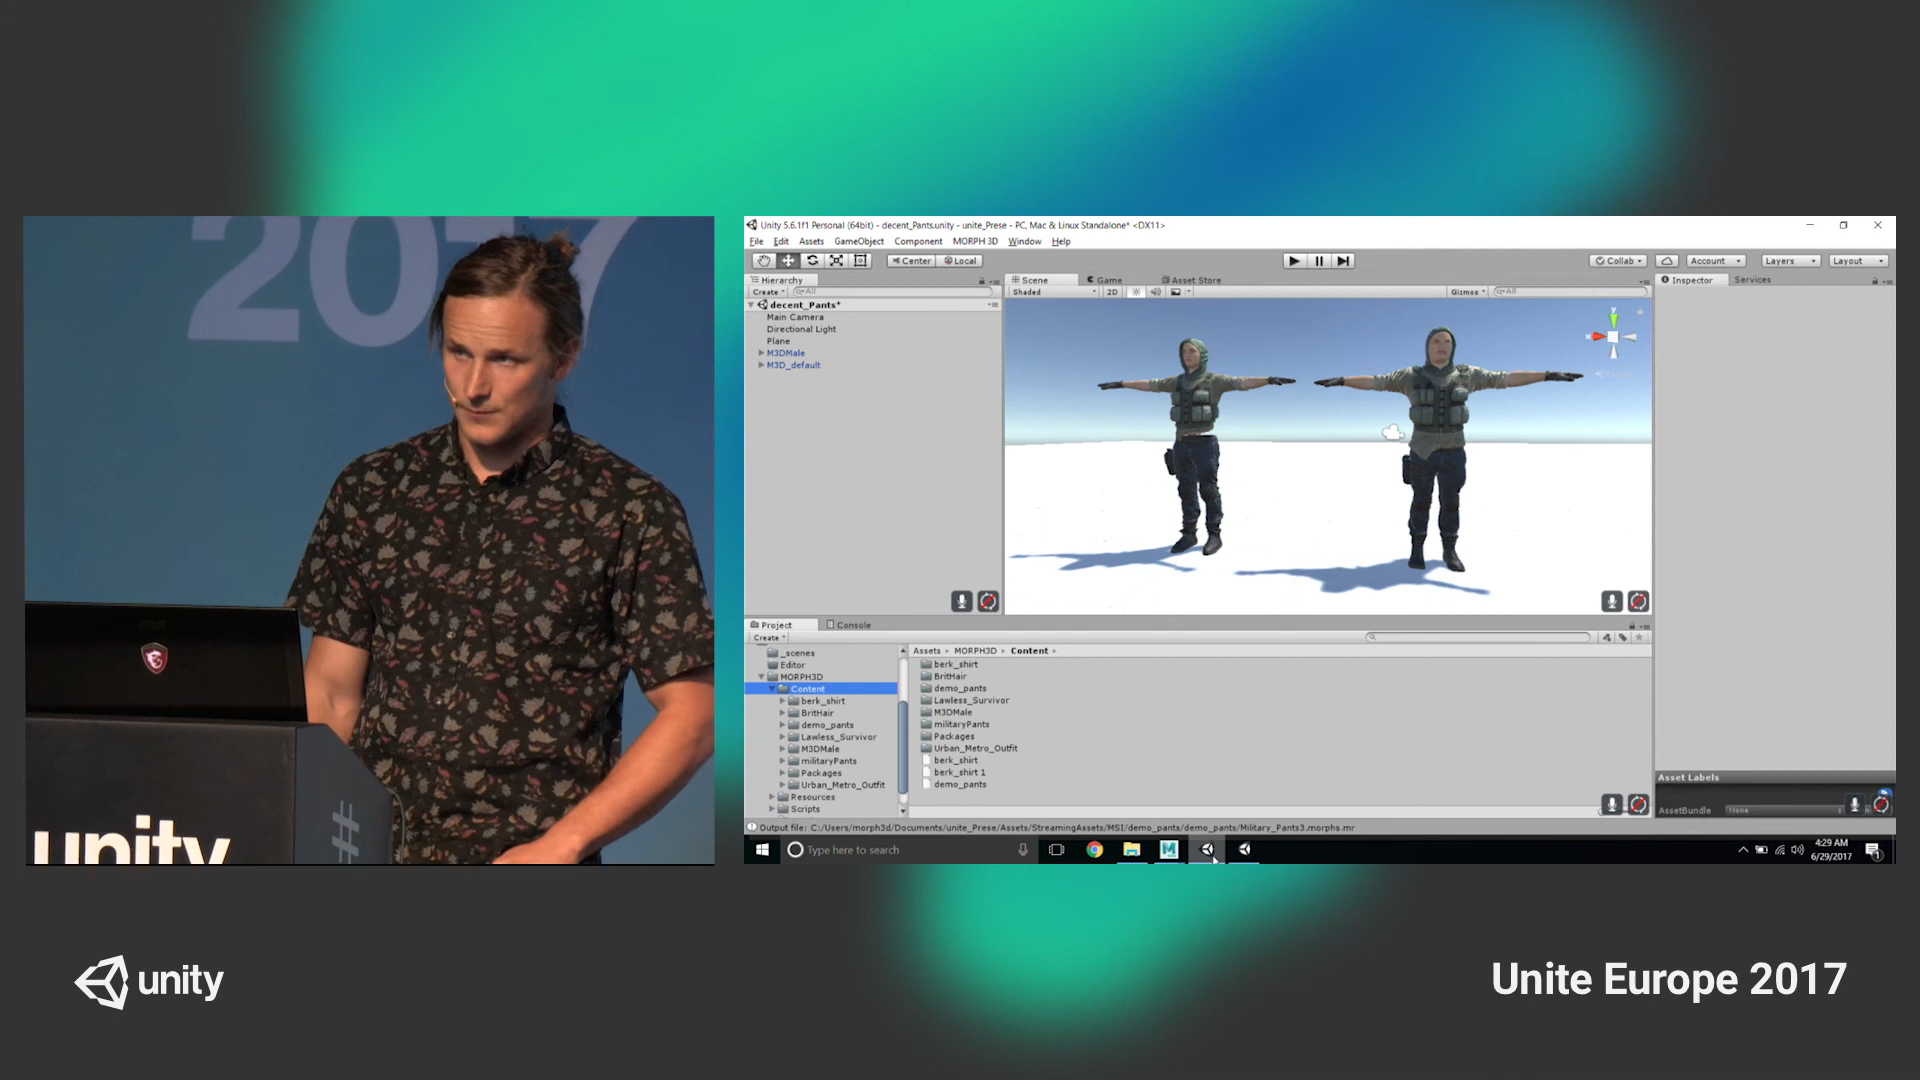 2017
unity
#
Unity 5.6.1f1 Personal (64bit) - decent_Pants.unity - unite_Prese - PC, Mac & Linux Standalone* <DX11>
File Edit Assets GameObject Component MORPH 3D Window Help
Center Local
Collab Account Layers Layout
Hierarchy
Create All
decent_Pants*
Main Camera
Directional Light
Plane
M3DMale
M3D_default
Scene Game Asset Store
Shaded 2D Gizmos All
y
x
Inspector Services
Project Console
Create
_scenes
Editor
MORPH3D
Content
berk_shirt
BritHair
demo_pants
Lawless_Survivor
M3DMale
militaryPants
Packages
Urban_Metro_Outfit
Resources
Scripts
Assets MORPH3D Content
berk_shirt
BritHair
demo_pants
Lawless_Survivor
M3DMale
militaryPants
Packages
Urban_Metro_Outfit
berk_shirt
berk_shirt 1
demo_pants
Asset Labels
AssetBundle None
Output file: C:/Users/morph3d/Documents/unite_Prese/Assets/StreamingAssets/MSI/demo_pants/demo_pants/Military_Pants3.morphs.mr
Type here to search
M
4:29 AM
6/29/2017
1
unity
Unite Europe 2017